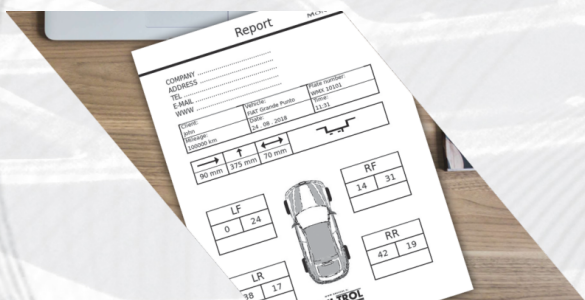 Report
COMPANY
ADDRESS
TEL
E-MAIL
WWW
Client:
john
Vehicle:
FIAT Grande Punto
Plate number:
WMX 10101
Mileage:
100000 km
Date:
24 . 09 . 2018
Time:
11:31
90 mm 375 mm 70 mm
LF
0 24
RF
14 31
LR
38 17
RR
42 19